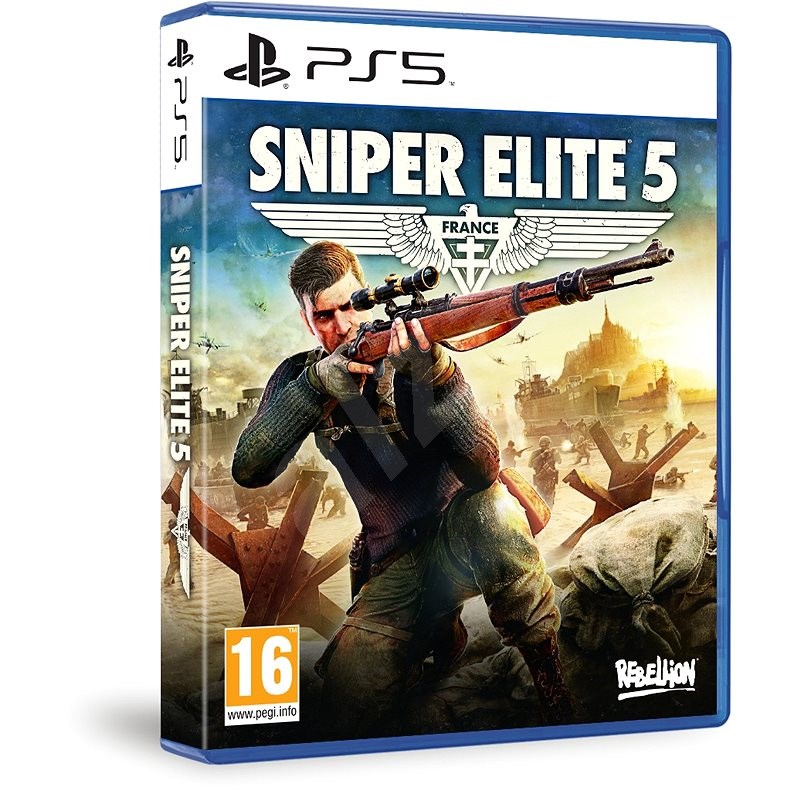 PS5
PS5
SNIPER ELITE 5
FRANCE
SNIPER ELITE 5
16
www.pegi.info
REBELLION